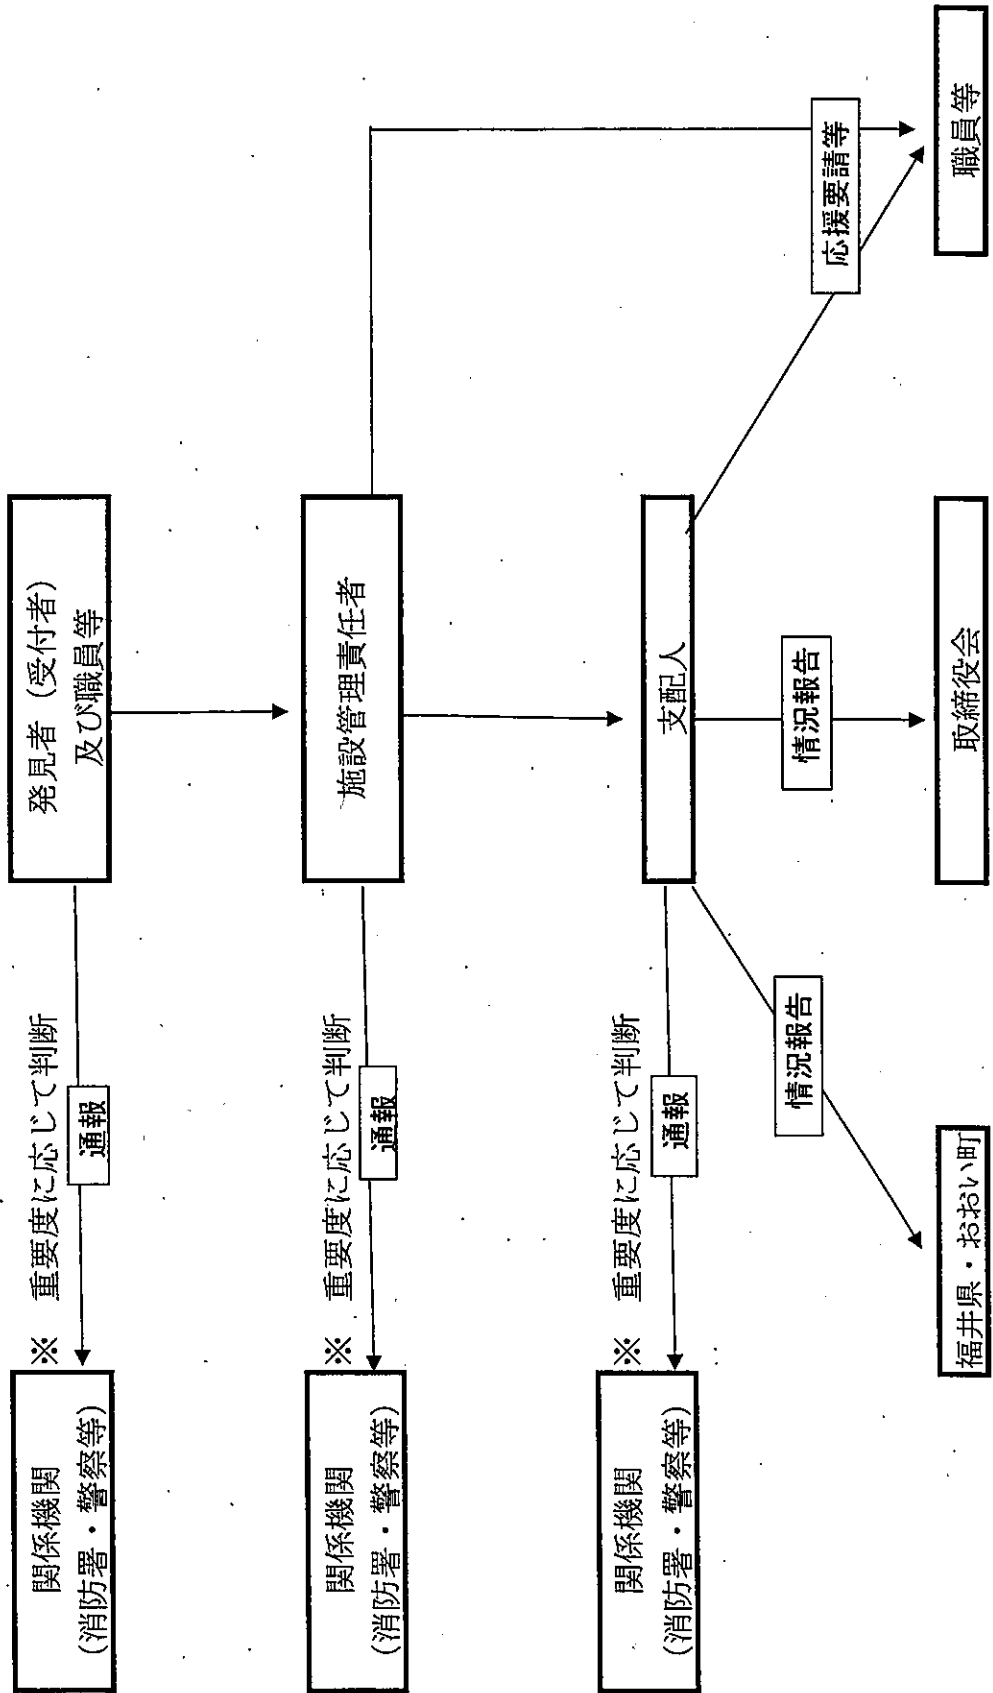 発見者（受付者）
及び職員等
※　重要度に応じて判断
通報
関係機関
(消防署・警察等)
施設管理責任者
※　重要度に応じて判断
通報
関係機関
(消防署・警察等)
支配人
※　重要度に応じて判断
通報
関係機関
(消防署・警察等)
応援要請等
情況報告
情況報告
職員等
取締役会
福井県・おおい町